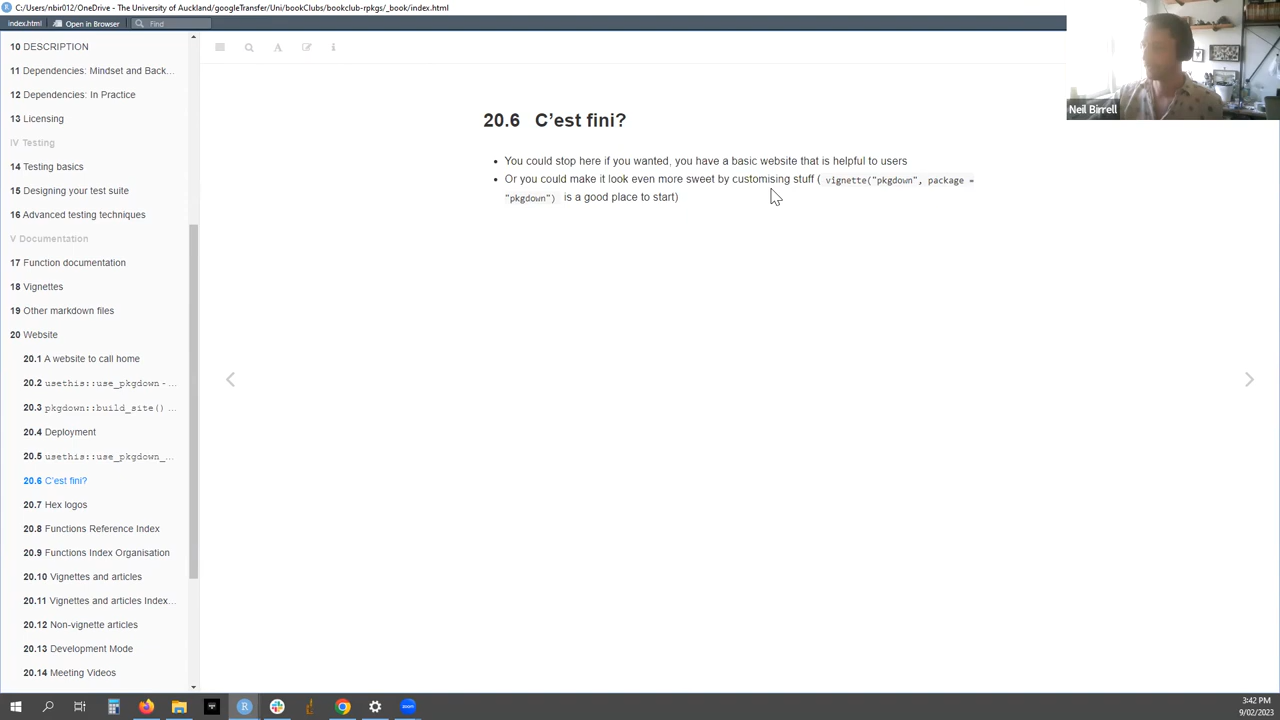 C:/Users/nbir012/OneDrive - The University of Auckland/googleTransfer/Uni/bookClubs/bookclub-rpkgs/_book/index.html
index.html
Open in Browser
Find
10 DESCRIPTION
11 Dependencies: Mindset and Back...
12 Dependencies: In Practice
13 Licensing
IV Testing
14 Testing basics
15 Designing your test suite
16 Advanced testing techniques
V Documentation
17 Function documentation
18 Vignettes
19 Other markdown files
20 Website
20.1 A website to call home
20.2 usethis::use_pkgdown - ...
20.3 pkgdown::build_site() ...
20.4 Deployment
20.5 usethis::use_pkgdown_...
20.6 C'est fini?
20.7 Hex logos
20.8 Functions Reference Index
20.9 Functions Index Organisation
20.10 Vignettes and articles
20.11 Vignettes and articles Index...
20.12 Non-vignette articles
20.13 Development Mode
20.14 Meeting Videos
20.6 C'est fini?
• You could stop here if you wanted, you have a basic website that is helpful to users
• Or you could make it look even more sweet by customising stuff ( vignette("pkgdown", package =
"pkgdown") is a good place to start)
Neil Birrell
3:42 PM
9/02/2023